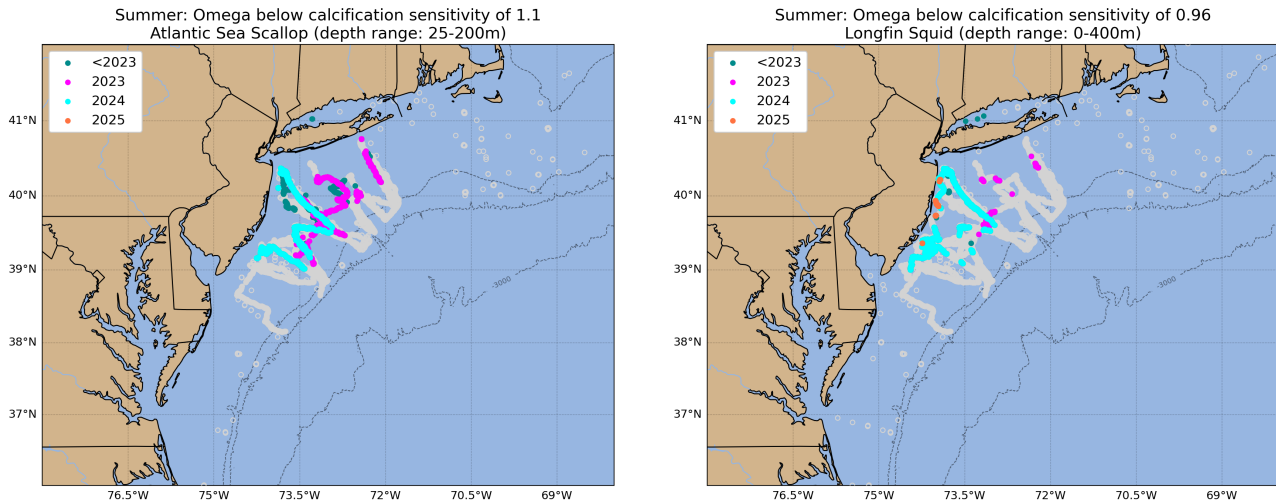 Summer: Omega below calcification sensitivity of 1.1
Atlantic Sea Scallop (depth range: 25-200m)
<2023
2023
2024
2025
41°N
40°N
39°N
38°N
37°N
-3000
76.5°W
75°W
73.5°W
72°W
70.5°W
69°W
Summer: Omega below calcification sensitivity of 0.96
Longfin Squid (depth range: 0-400m)
<2023
2023
2024
2025
41°N
40°N
39°N
38°N
37°N
-3000
76.5°W
75°W
73.5°W
72°W
70.5°W
69°W